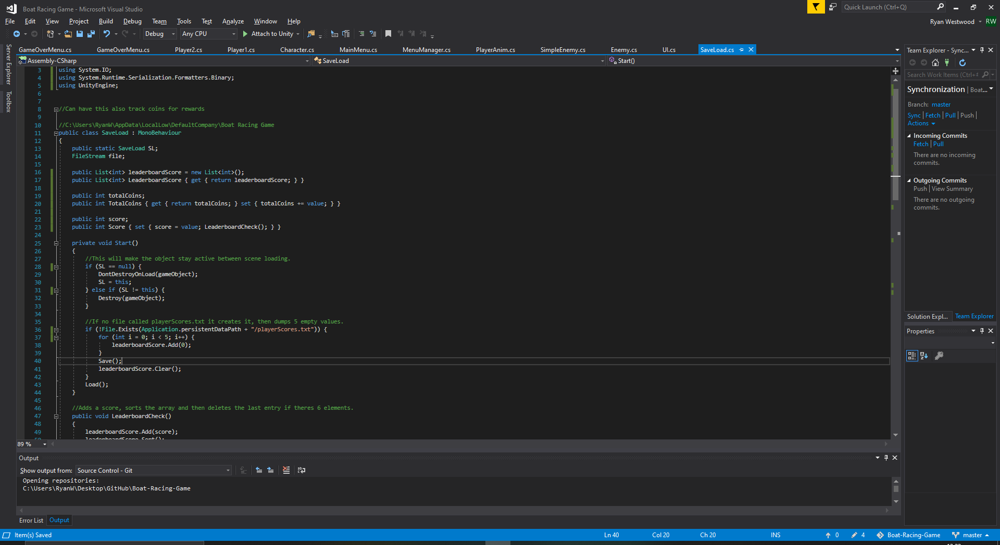 Boat Racing Game - Microsoft Visual Studio
Quick Launch (Ctrl+Q)
File Edit View Project Build Debug Team Tools Test Analyze Window Help
Ryan Westwood RW
Debug Any CPU Attach to Unity
Server Explorer
Toolbox
GameOverMenu.cs GameOverMenu.cs Player2.cs Player1.cs Character.cs MainMenu.cs MenuManager.cs PlayerAnim.cs SimpleEnemy.cs Enemy.cs UI.cs SaveLoad.cs
Assembly-CSharp SaveLoad Start()
3 using System.IO;
4 using System.Runtime.Serialization.Formatters.Binary;
5 using UnityEngine;
6
7
8 //Can have this also track coins for rewards
9
10 //C:\Users\RyanW\AppData\LocalLow\DefaultCompany\Boat Racing Game
11 public class SaveLoad : MonoBehaviour
12 {
13 public static SaveLoad SL;
14 FileStream file;
15
16 public List<int> leaderboardScore = new List<int>();
17 public List<int> LeaderboardScore { get { return leaderboardScore; } }
18
19 public int totalCoins;
20 public int TotalCoins { get { return totalCoins; } set { totalCoins += value; } }
21
22 public int score;
23 public int Score { set { score = value; LeaderboardCheck(); } }
24
25 private void Start()
26 {
27 //This will make the object stay active between scene loading.
28 if (SL == null) {
29 DontDestroyOnLoad(gameObject);
30 SL = this;
31 } else if (SL != this) {
32 Destroy(gameObject);
33 }
34
35 //If no file called playerScores.txt it creates it, then dumps 5 empty values.
36 if (!File.Exists(Application.persistentDataPath + "/playerScores.txt")) {
37 for (int i = 0; i < 5; i++) {
38 leaderboardScore.Add(0);
39 }
40 Save();
41 leaderboardScore.Clear();
42 }
43 Load();
44 }
45
46 //Adds a score, sorts the array and then deletes the last entry if theres 6 elements.
47 public void LeaderboardCheck()
48 {
49 leaderboardScore.Add(score);
50 leaderboardScore.Sort();
89 %
Output
Show output from: Source Control - Git
Opening repositories:
C:\Users\RyanW\Desktop\GitHub\Boat-Racing-Game
Error List Output
Team Explorer - Sync...
Search Work Items (Ctrl+
Synchronization | Boat...
Branch: master
Sync | Fetch | Pull | Push |
Actions
Incoming Commits
Fetch | Pull
There are no incoming
commits.
Outgoing Commits
Push | View Summary
There are no outgoing
commits.
Solution Expl... Team Explorer
Properties
Item(s) Saved Ln 40 Col 20 Ch 20 INS 0 4 Boat-Racing-Game master